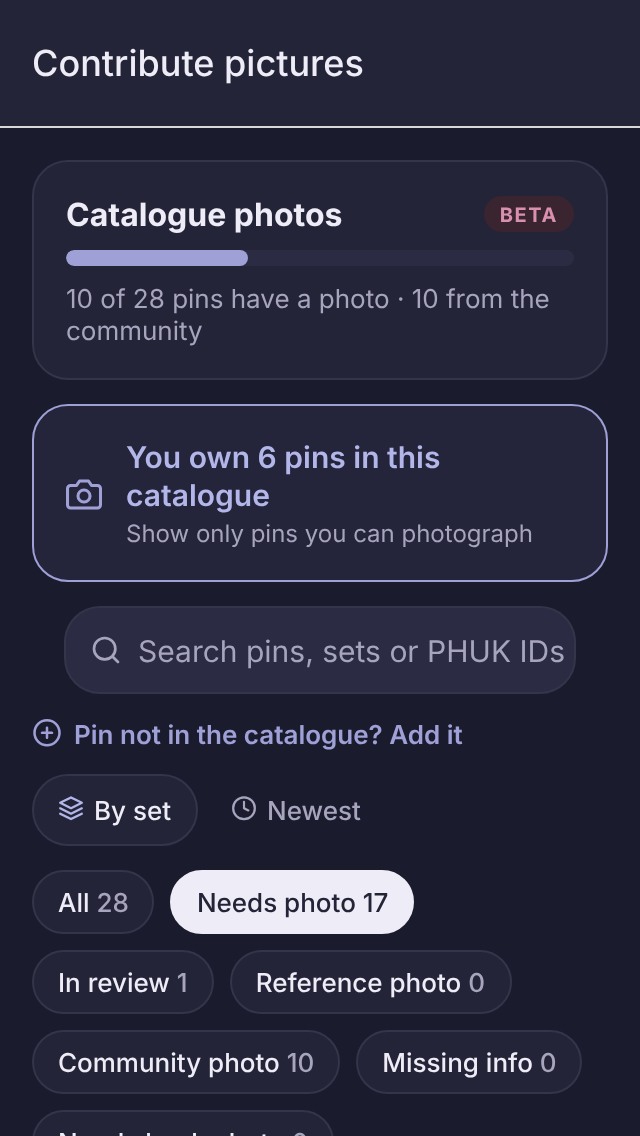 Contribute pictures
Catalogue photos
BETA
10 of 28 pins have a photo · 10 from the
community
You own 6 pins in this
catalogue
Show only pins you can photograph
Search pins, sets or PHUK IDs
Pin not in the catalogue? Add it
By set
Newest
All 28
Needs photo 17
In review 1
Reference photo 0
Community photo 10
Missing info 0